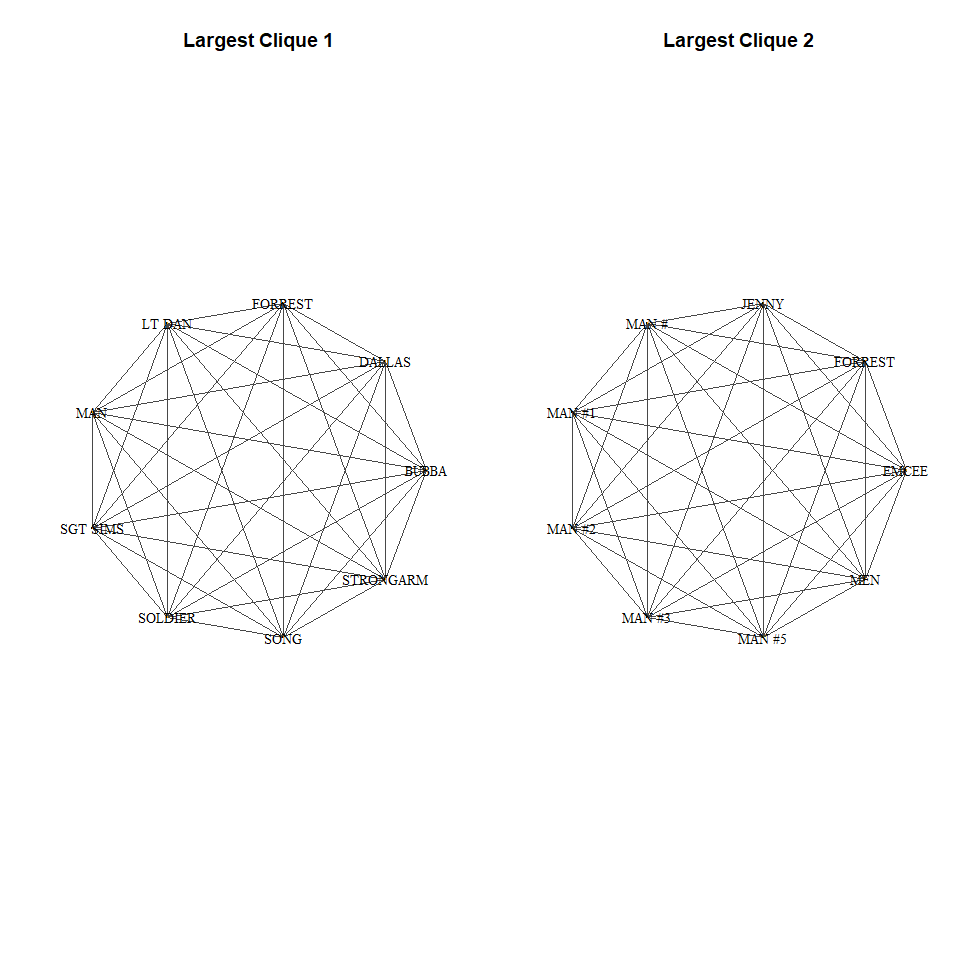 Largest Clique 1
FORREST
LT DAN
DALLAS
MAN
BUBBA
SGT SIMS
STRONGARM
SOLDIER
SONG
Largest Clique 2
JENNY
MAN #
FORREST
MAN #1
EMCEE
MAN #2
MEN
MAN #3
MAN #5